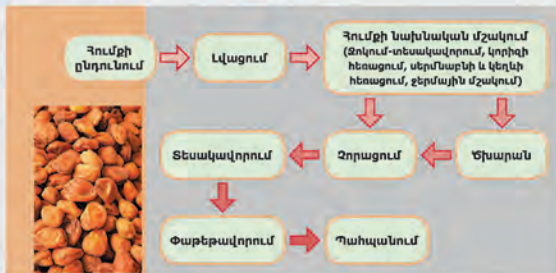 Հումքի
ընդունում
Լվացում
Հումքի նախնական մշակում
(Ջոկում-տեսակավորում, կորիզի
հեռացում, սերմնաբնի և կեղևի
հեռացում, ջերմային մշակում)
Տեսակավորում
Չորացում
Ծխարան
Փաթեթավորում
Պահպանում